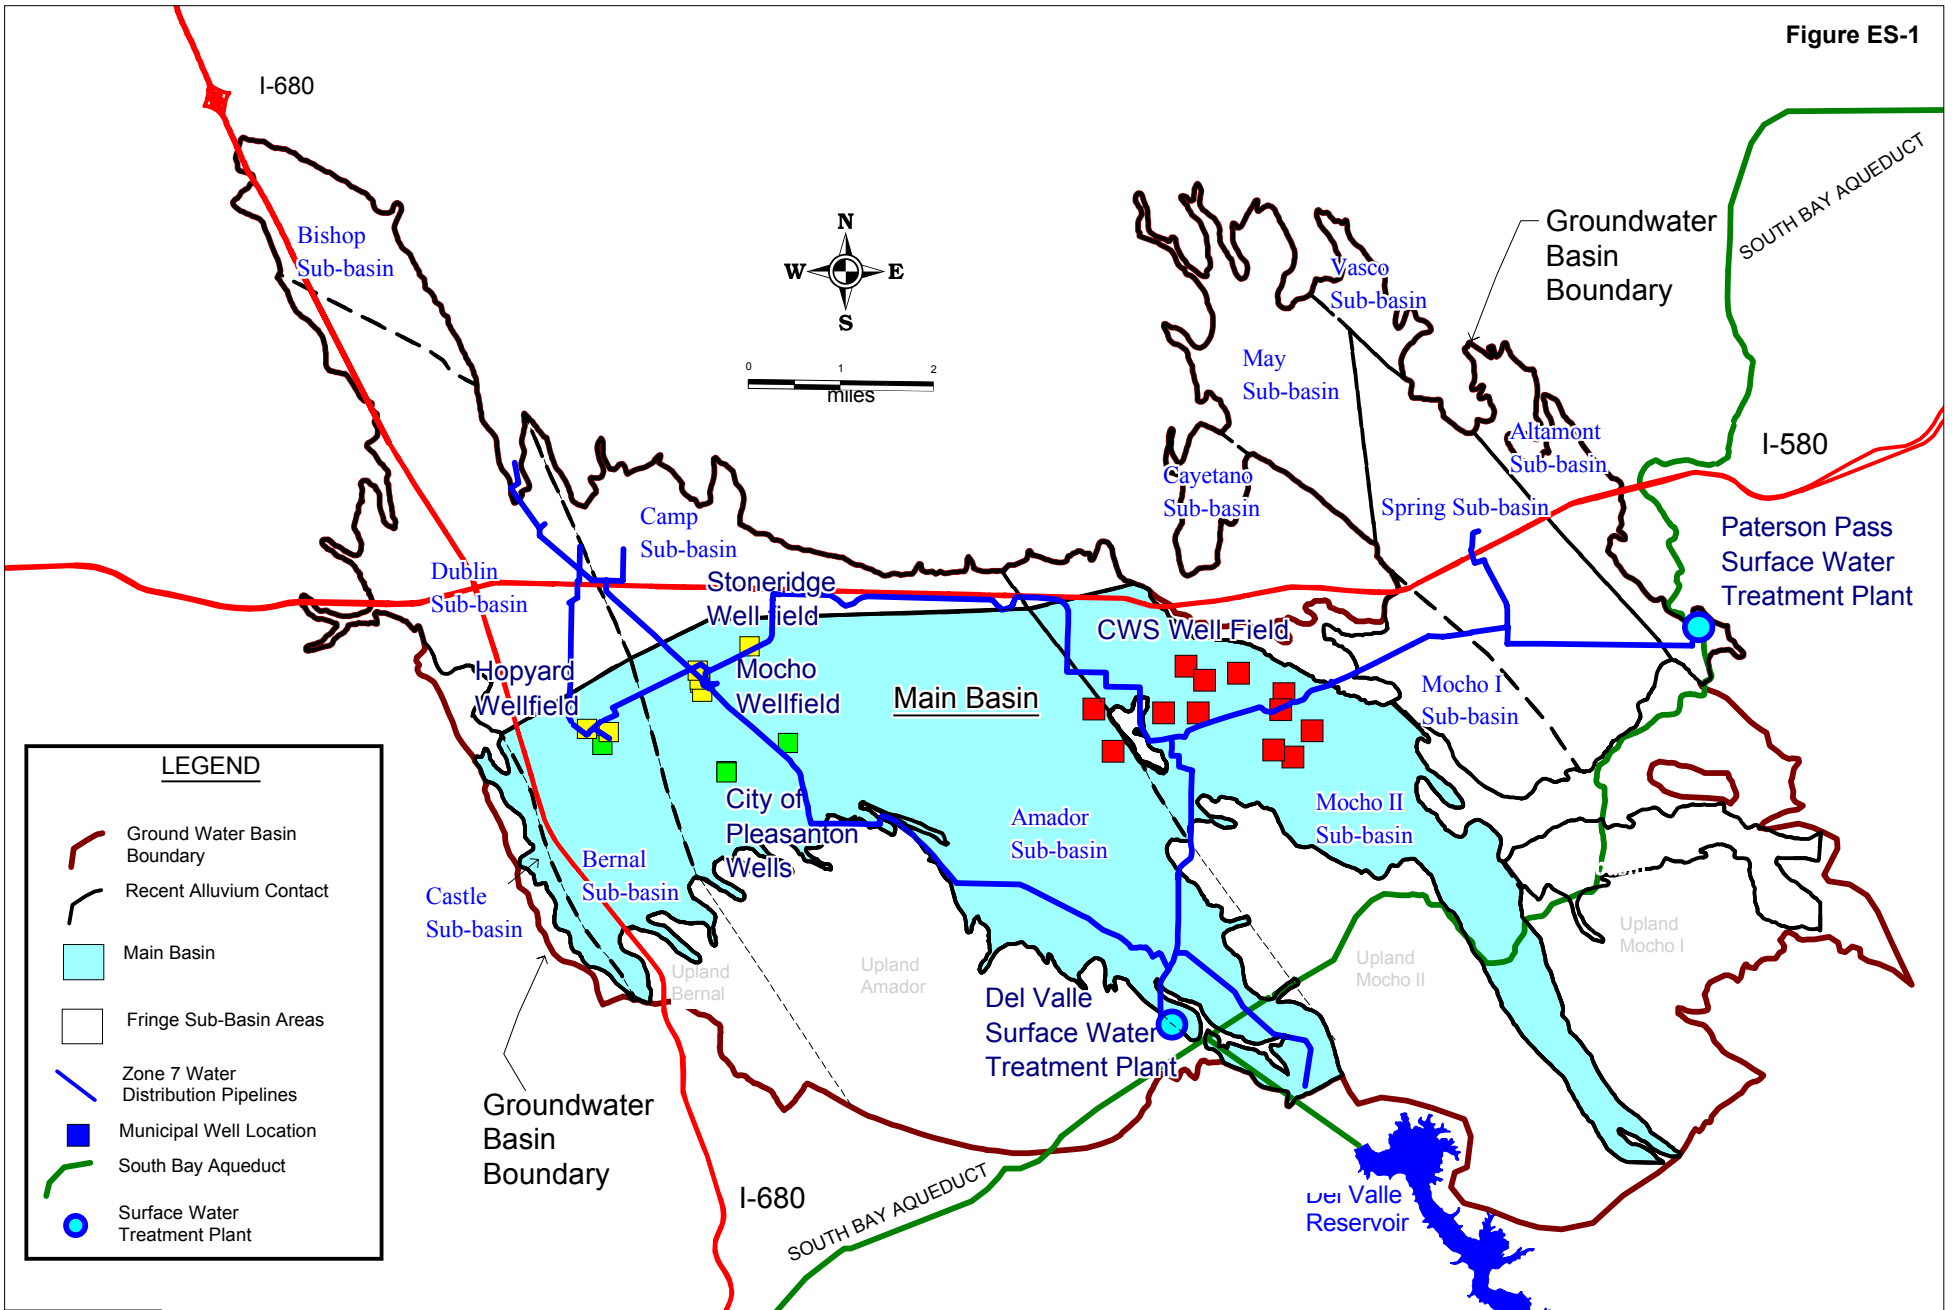 Figure ES-1
I-680
SOUTH BAY AQUEDUCT
Groundwater
Basin
Boundary
Bishop
Sub-basin
N
W
E
S
Vasco
Sub-basin
0
1
2
miles
May
Sub-basin
Altamont
Sub-basin
I-580
Cayetano
Sub-basin
Spring Sub-basin
Camp
Sub-basin
Paterson Pass
Surface Water
Treatment Plant
Dublin
Sub-basin
Stoneridge
Well field
CWS Well Field
Hopyard
Wellfield
Mocho
Wellfield
Main Basin
Mocho I
Sub-basin
City of
Pleasanton
Wells
Amador
Sub-basin
Mocho II
Sub-basin
Bernal
Sub-basin
Castle
Sub-basin
Upland
Mocho I
Upland
Bernal
Upland
Amador
Upland
Mocho II
Del Valle
Surface Water
Treatment Plant
Groundwater
Basin
Boundary
I-680
SOUTH BAY AQUEDUCT
Del Valle
Reservoir
LEGEND
Ground Water Basin
Boundary
Recent Alluvium Contact
Main Basin
Fringe Sub-Basin Areas
Zone 7 Water
Distribution Pipelines
Municipal Well Location
South Bay Aqueduct
Surface Water
Treatment Plant